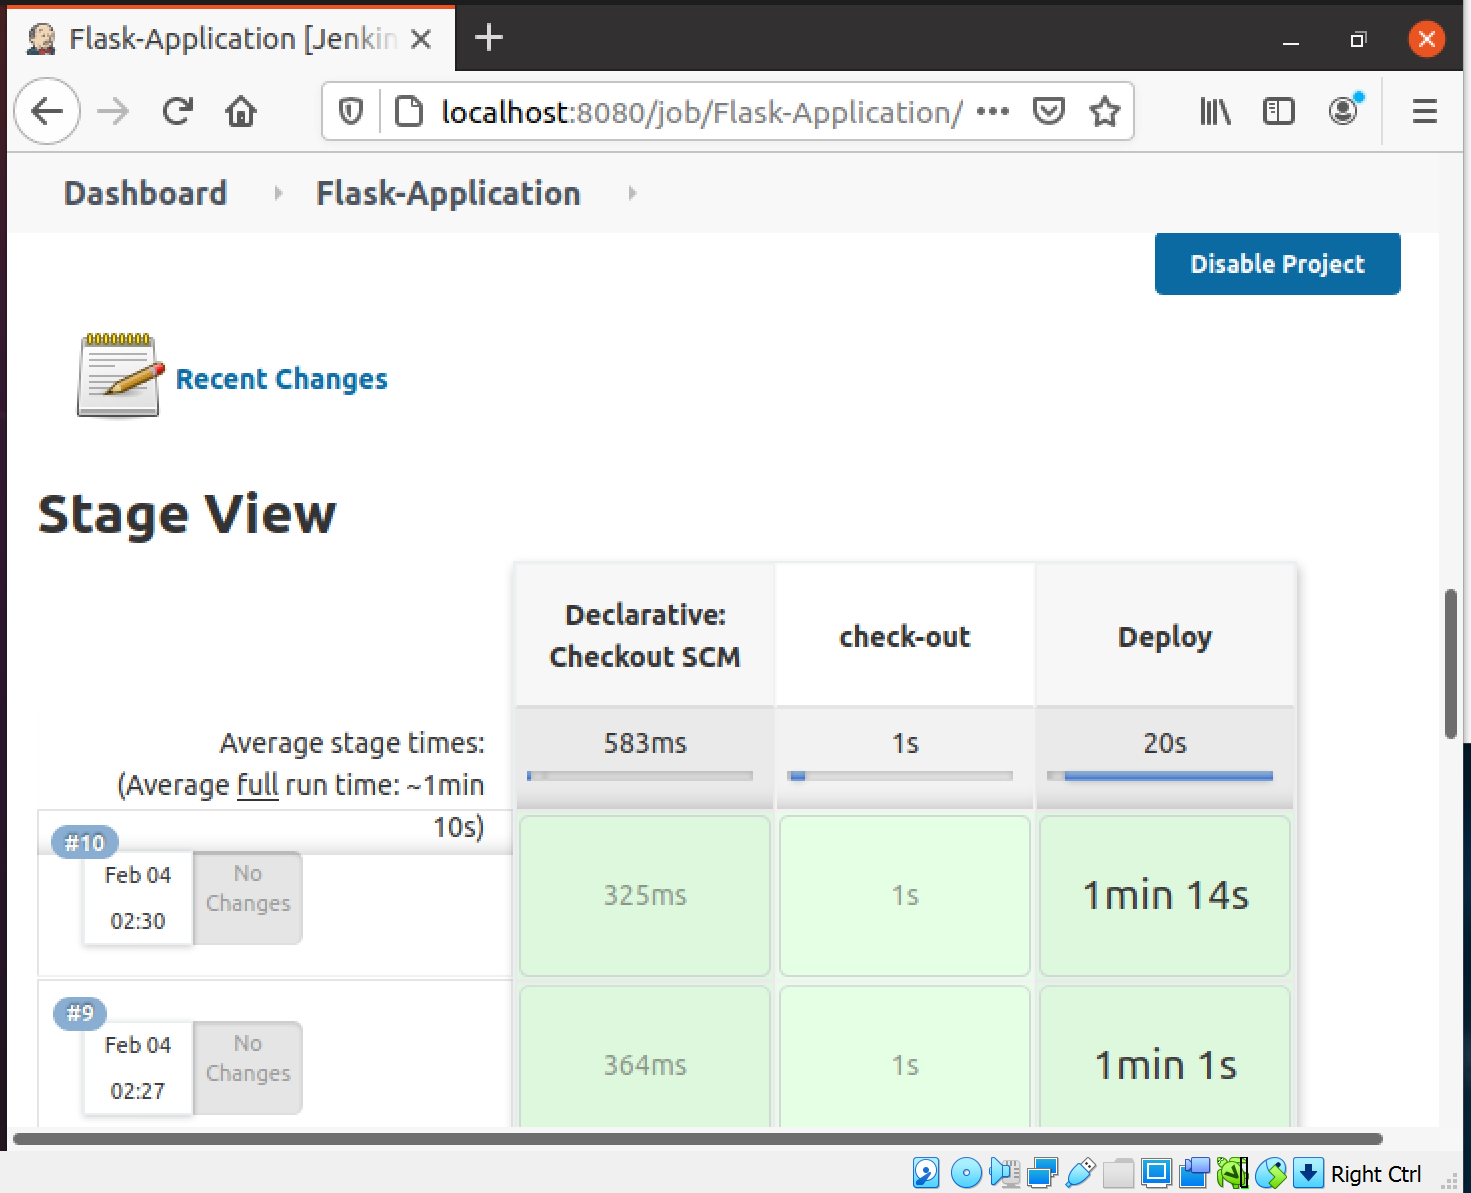 Flask-Application [Jenkin
localhost:8080/job/Flask-Application/
Dashboard
Flask-Application
Disable Project
Recent Changes
Stage View
Declarative:
Checkout SCM
check-out
Deploy
Average stage times:
(Average full run time: ~1min
10s)
583ms
1s
20s
#10
Feb 04
02:30
No
Changes
325ms
1s
1min 14s
#9
Feb 04
02:27
No
Changes
364ms
1s
1min 1s
Right Ctrl